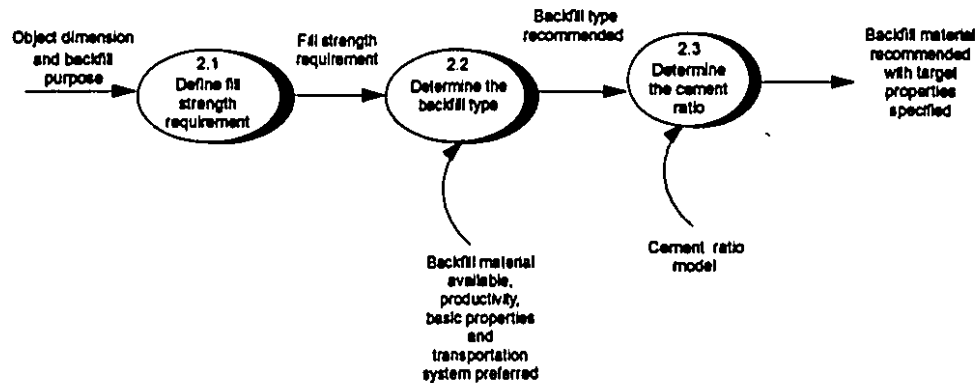 Object dimension
and backfill
purpose
2.1
Define fill
strength
requirement
Fill strength
requirement
2.2
Determine the
backfill type
Backfill type
recommended
2.3
Determine
the cement
ratio
Backfill material
recommended
with target
properties
specified
Backfill material
available,
productivity,
basic properties
and
transportation
system preferred
Cement ratio
model